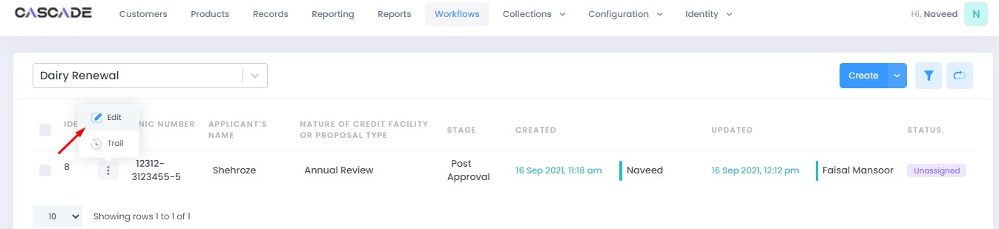 CASCADE Customers Products Records Reporting Reports Workflows Collections Configuration Identity Hi, Naveed N
Dairy Renewal Create
Edit
Trail
IDE NIC NUMBER APPLICANT'S NAME NATURE OF CREDIT FACILITY OR PROPOSAL TYPE STAGE CREATED UPDATED STATUS
8 12312-3123455-5 Shehroze Annual Review Post Approval 16 Sep 2021, 11:18 am Naveed 16 Sep 2021, 12:12 pm Faisal Mansoor Unassigned
10 Showing rows 1 to 1 of 1